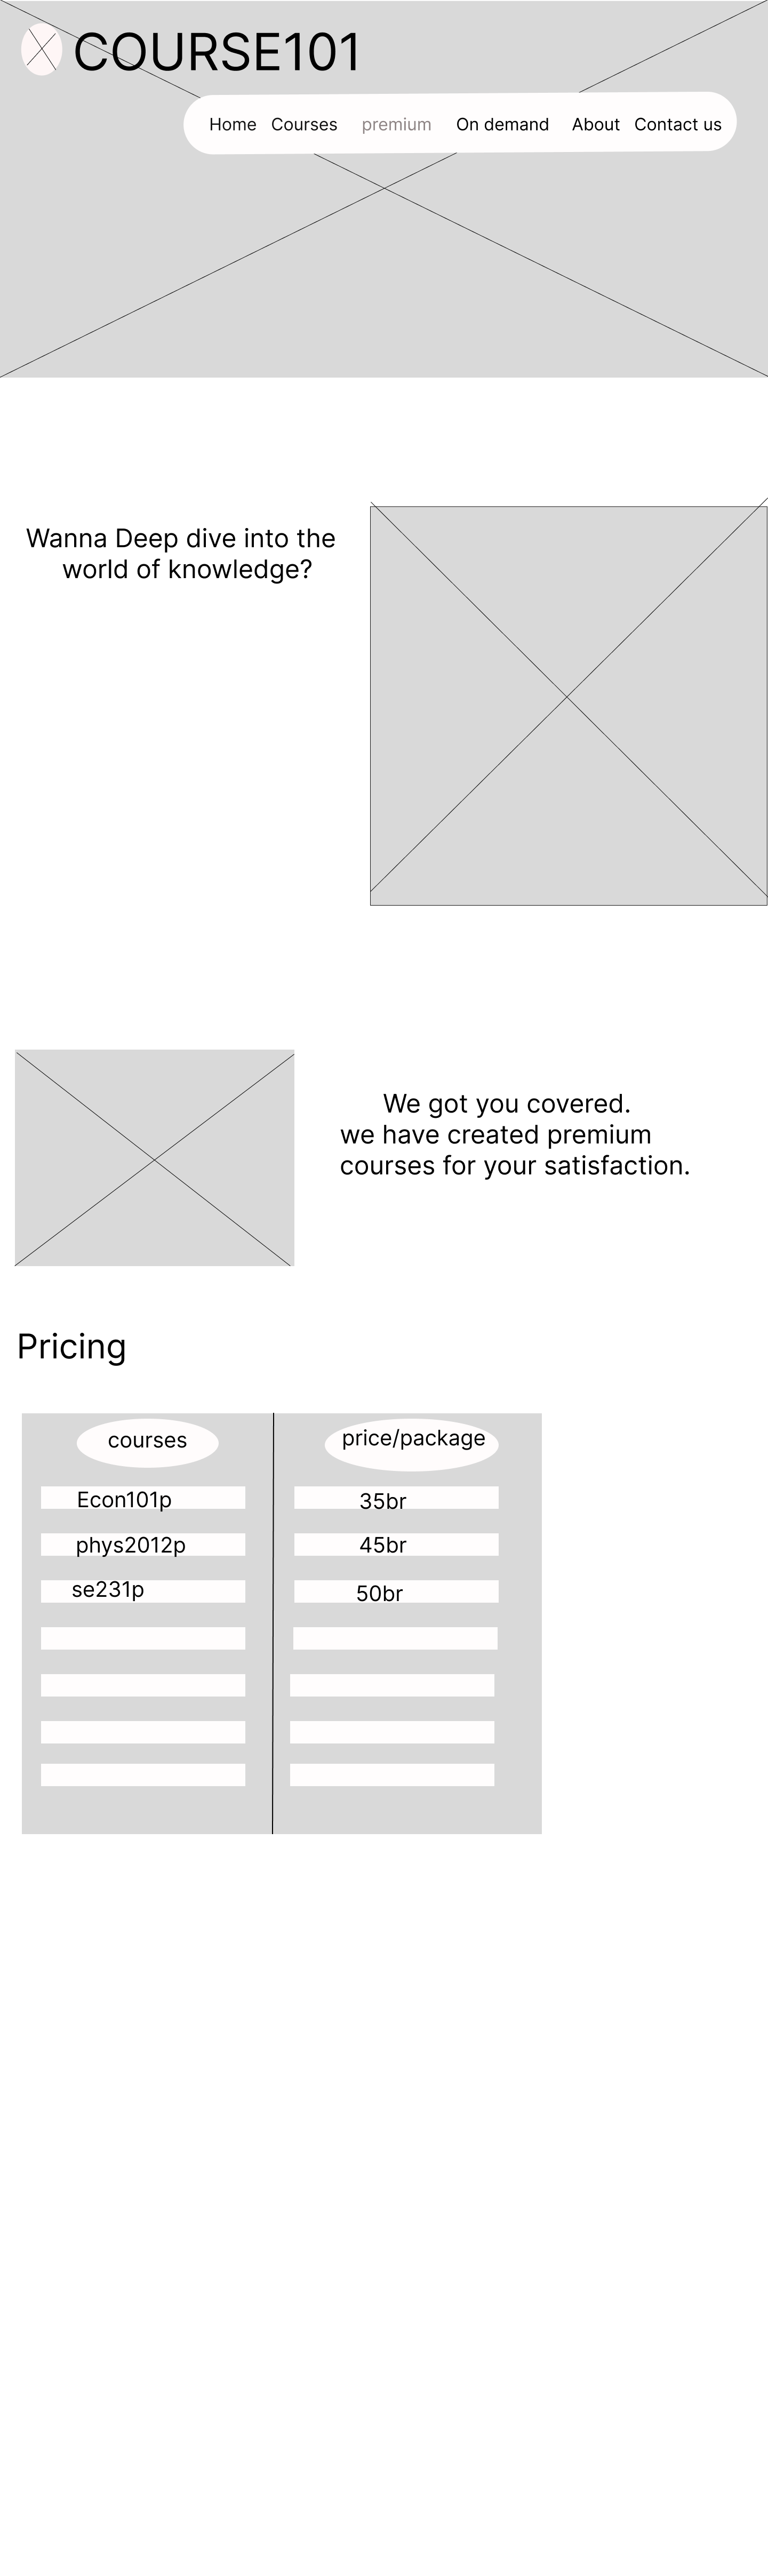 COURSE101
Home Courses premium On demand About Contact us
Wanna Deep dive into the
world of knowledge?
We got you covered.
we have created premium
courses for your satisfaction.
Pricing
courses price/package
Econ101p 35br
phys2012p 45br
se231p 50br